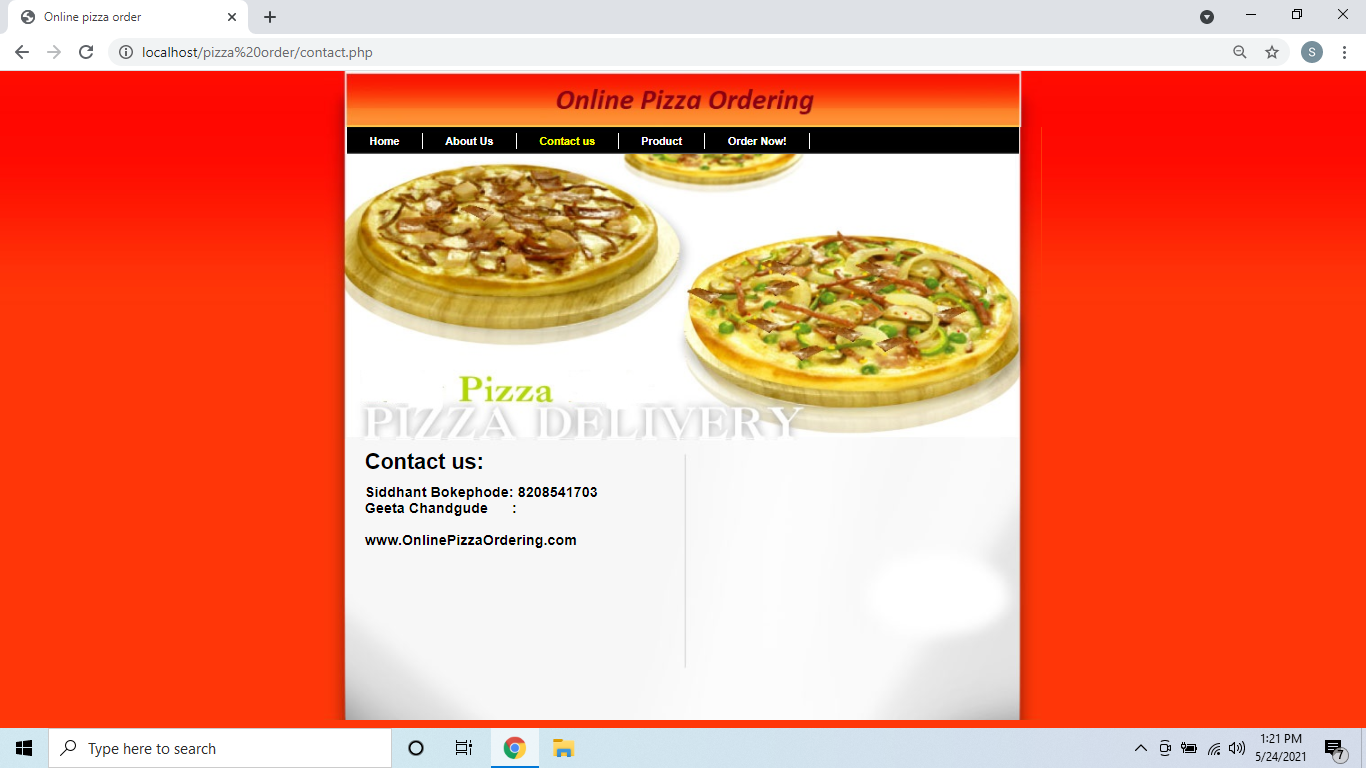 Online pizza order
localhost/pizza%20order/contact.php
S
Online Pizza Ordering
Home About Us Contact us Product Order Now!
Pizza
PIZZA DELIVERY
Contact us:
Siddhant Bokephode: 8208541703
Geeta Chandgude :
www.OnlinePizzaOrdering.com
Type here to search
1:21 PM
5/24/2021
7